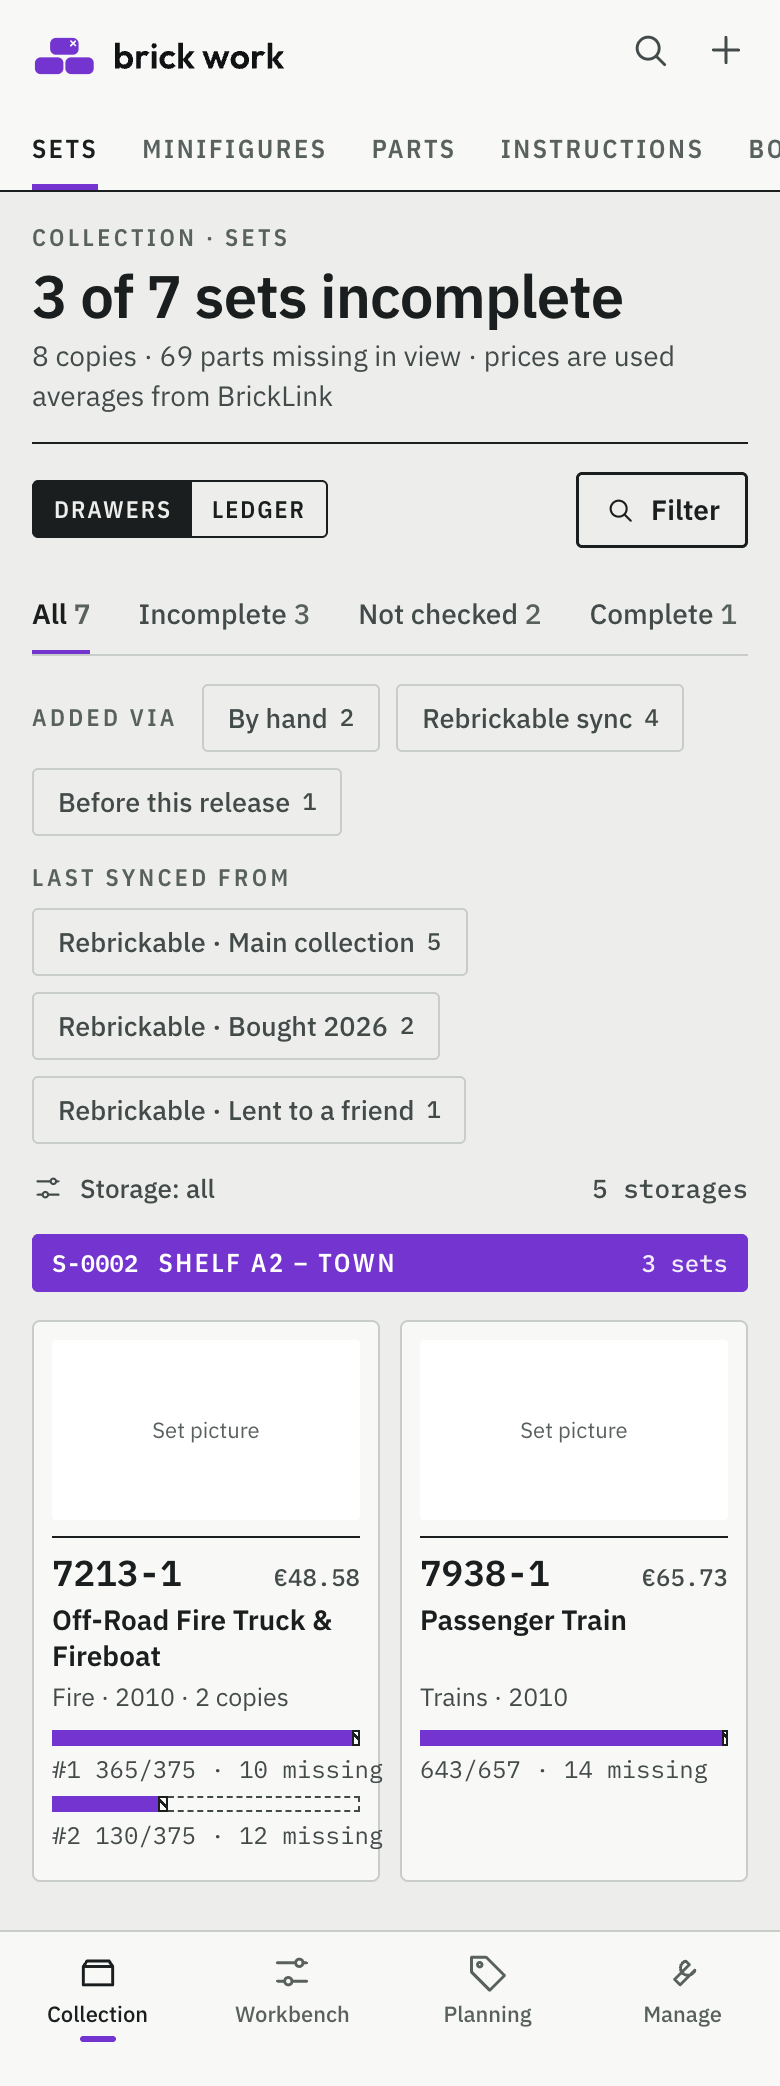 brick work
SETS MINIFIGURES PARTS INSTRUCTIONS BO
COLLECTION · SETS
3 of 7 sets incomplete
8 copies · 69 parts missing in view · prices are used
averages from BrickLink
DRAWERS LEDGER Filter
All 7 Incomplete 3 Not checked 2 Complete 1
ADDED VIA By hand 2 Rebrickable sync 4
Before this release 1
LAST SYNCED FROM
Rebrickable · Main collection 5
Rebrickable · Bought 2026 2
Rebrickable · Lent to a friend 1
Storage: all 5 storages
S-0002 SHELF A2 – TOWN 3 sets
Set picture
7213-1 €48.58
Off-Road Fire Truck &
Fireboat
Fire · 2010 · 2 copies
#1 365/375 · 10 missing
#2 130/375 · 12 missing
Set picture
7938-1 €65.73
Passenger Train
Trains · 2010
643/657 · 14 missing
Collection Workbench Planning Manage